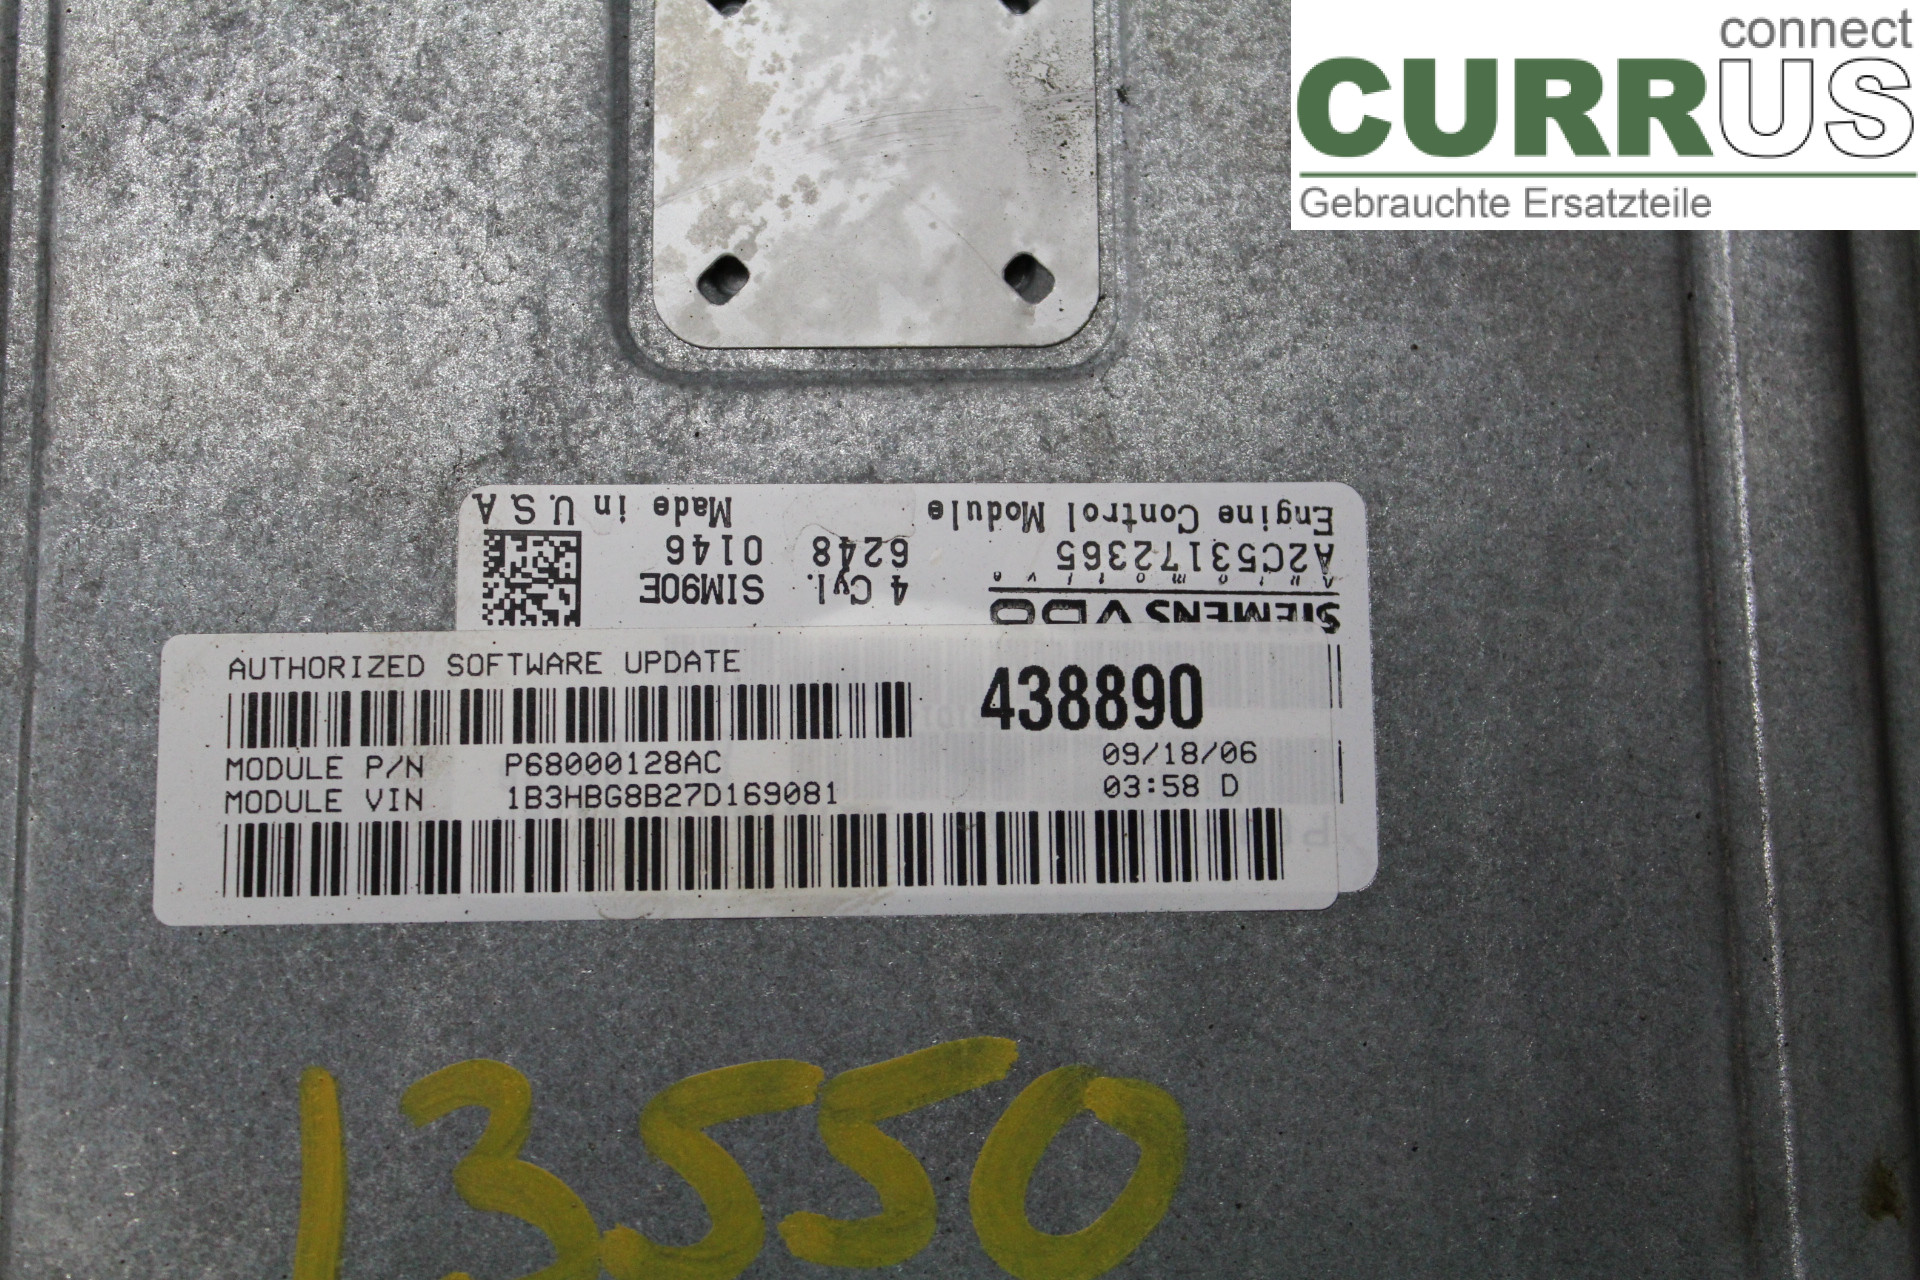 connect
CURRUS
Gebrauchte Ersatzteile
SIEMENS VDO
Automotive
4 Cyl. SIM90E
A2C53172365 6248 0146
Engine Control Module Made in U.S.A
AUTHORIZED SOFTWARE UPDATE
438890
MODULE P/N P68000128AC 09/18/06
MODULE VIN 1B3HBG8B27D169081 03:58 D
13550